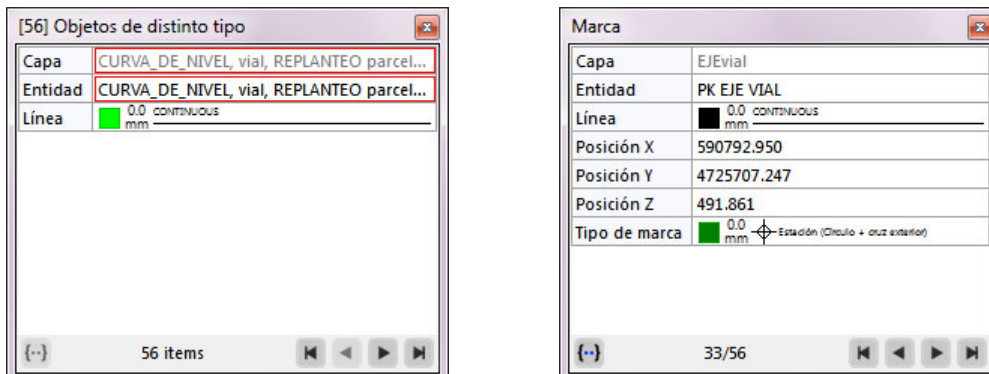 [56] Objetos de distinto tipo
Capa CURVA_DE_NIVEL, vial, REPLANTEO parcel...
Entidad CURVA_DE_NIVEL, vial, REPLANTEO parcel...
Línea 0.0 mm CONTINUOUS
{--} 56 items
Marca
Capa EJEvial
Entidad PK EJE VIAL
Línea 0.0 mm CONTINUOUS
Posición X 590792.950
Posición Y 4725707.247
Posición Z 491.861
Tipo de marca 0.0 mm Estación (Círculo + cruz exterior)
{--} 33/56